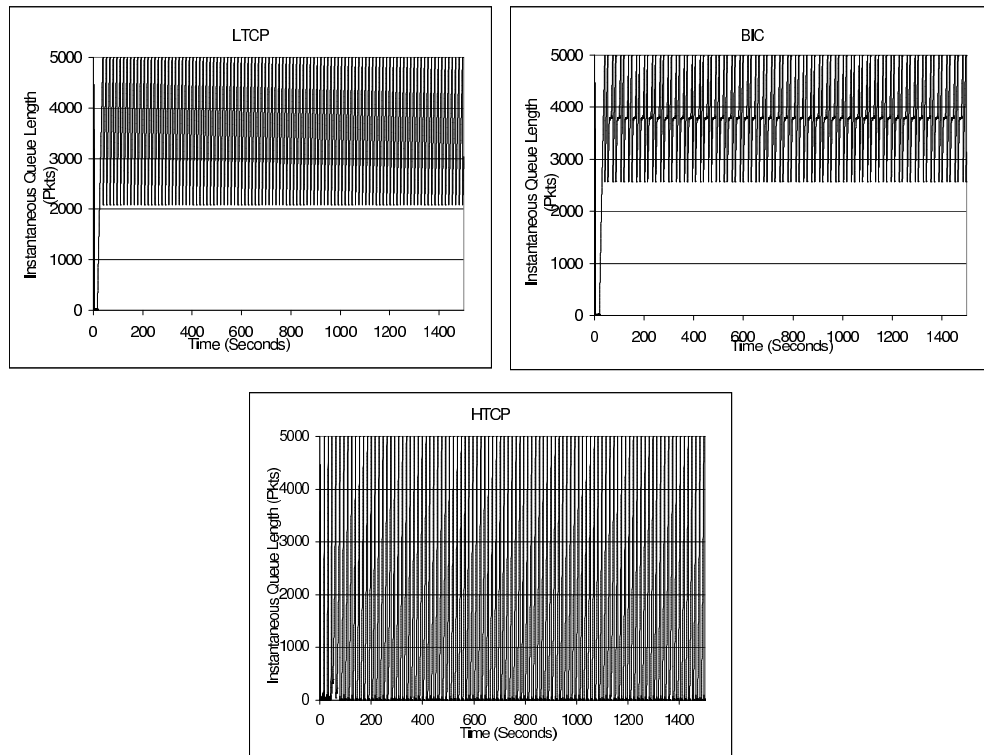 LTCP
Instantaneous Queue Length
(Pkts)
5000
4000
3000
2000
1000
0
0 200 400 600 800 1000 1200 1400
Time (Seconds)
BIC
Instantaneous Queue Length
(Pkts)
5000
4000
3000
2000
1000
0
0 200 400 600 800 1000 1200 1400
Time (Seconds)
HTCP
Instantaneous Queue Length (Pkts)
5000
4000
3000
2000
1000
0
0 200 400 600 800 1000 1200 1400
Time (Seconds)